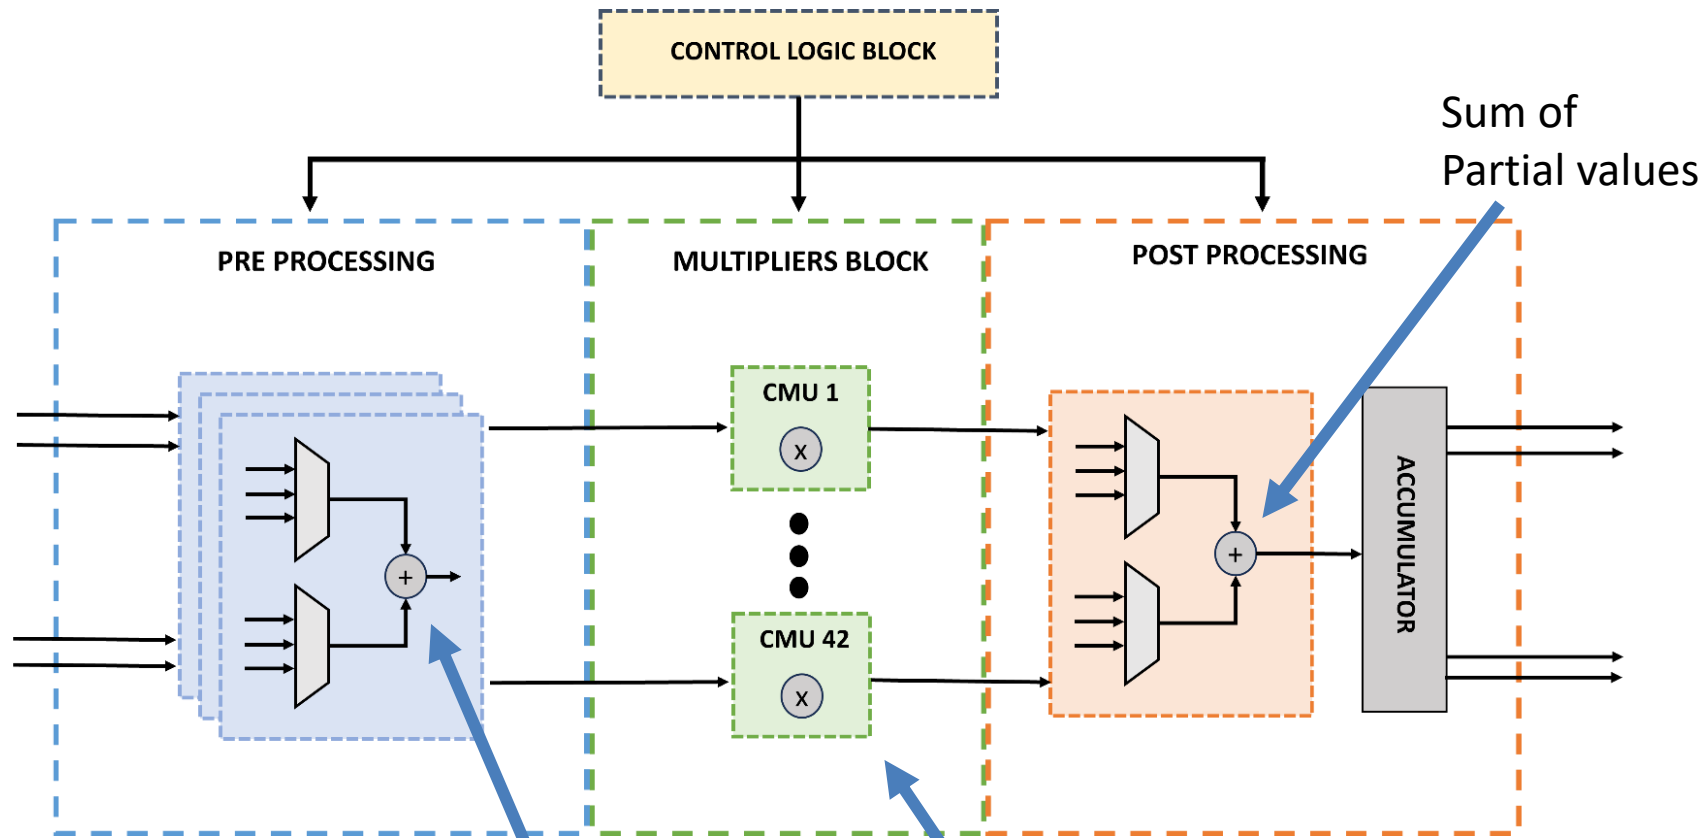 CONTROL LOGIC BLOCK
Sum of
Partial values
PRE PROCESSING
MULTIPLIERS BLOCK
POST PROCESSING
CMU 1
x
+
+
ACCUMULATOR
CMU 42
x